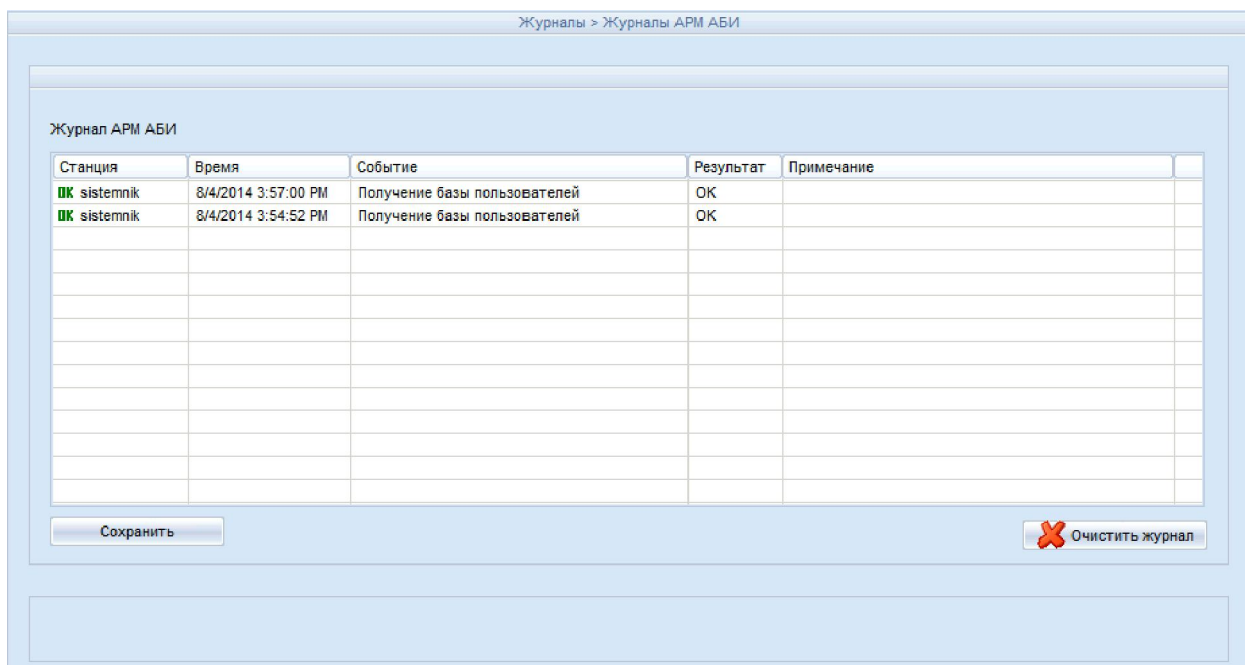 Журналы > Журналы АРМ АБИ
Журнал АРМ АБИ
Станция Время Событие Результат Примечание
OK sistemnik 8/4/2014 3:57:00 PM Получение базы пользователей OK
OK sistemnik 8/4/2014 3:54:52 PM Получение базы пользователей OK
Сохранить Очистить журнал